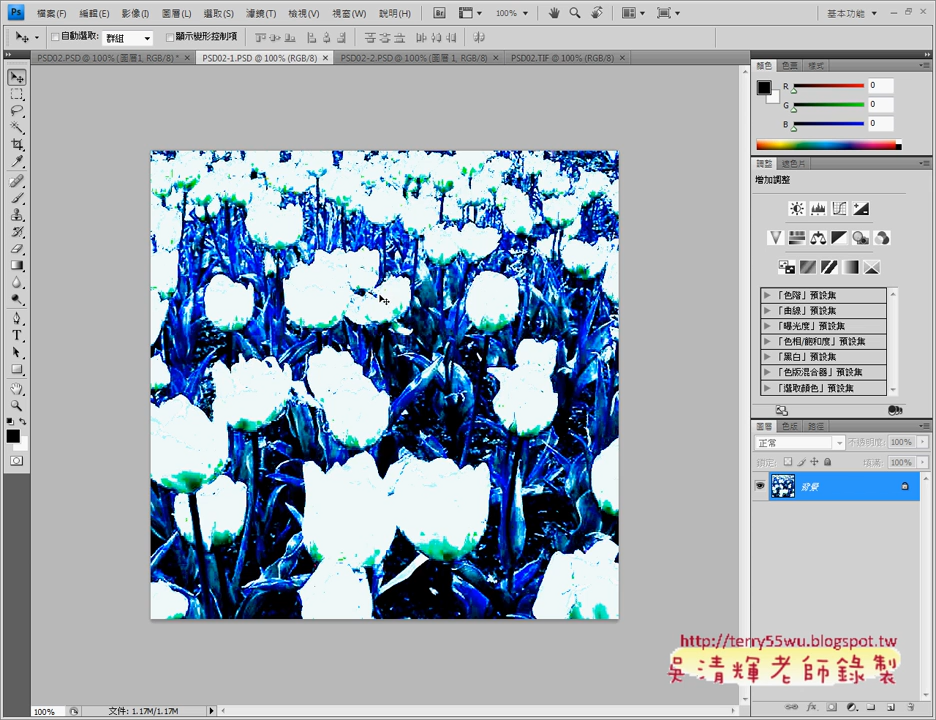 Ps 檔案(F) 編輯(E) 影像(I) 圖層(L) 選取(S) 濾鏡(T) 檢視(V) 視窗(W) 說明(H) Br 100% 基本功能
自動選取: 群組 顯示變形控制項
PSD02.PSD @ 100% (圖層 1, RGB/8) * × PSD02-1.PSD @ 100% (RGB/8) × PSD02-2.PSD @ 100% (圖層 1, RGB/8) × PSD02.TIF @ 100% (RGB/8) ×
顏色 色票 樣式
R 0
G 0
B 0
調整 遮色片
增加調整
「色階」預設集
「曲線」預設集
「曝光度」預設集
「色相/飽和度」預設集
「黑白」預設集
「色版混合器」預設集
「選取顏色」預設集
圖層 色版 路徑
正常 不透明度: 100%
鎖定: 填滿: 100%
背景
http://terry55wu.blogspot.tw
吳清輝老師錄製
100% 文件: 1.17M/1.17M